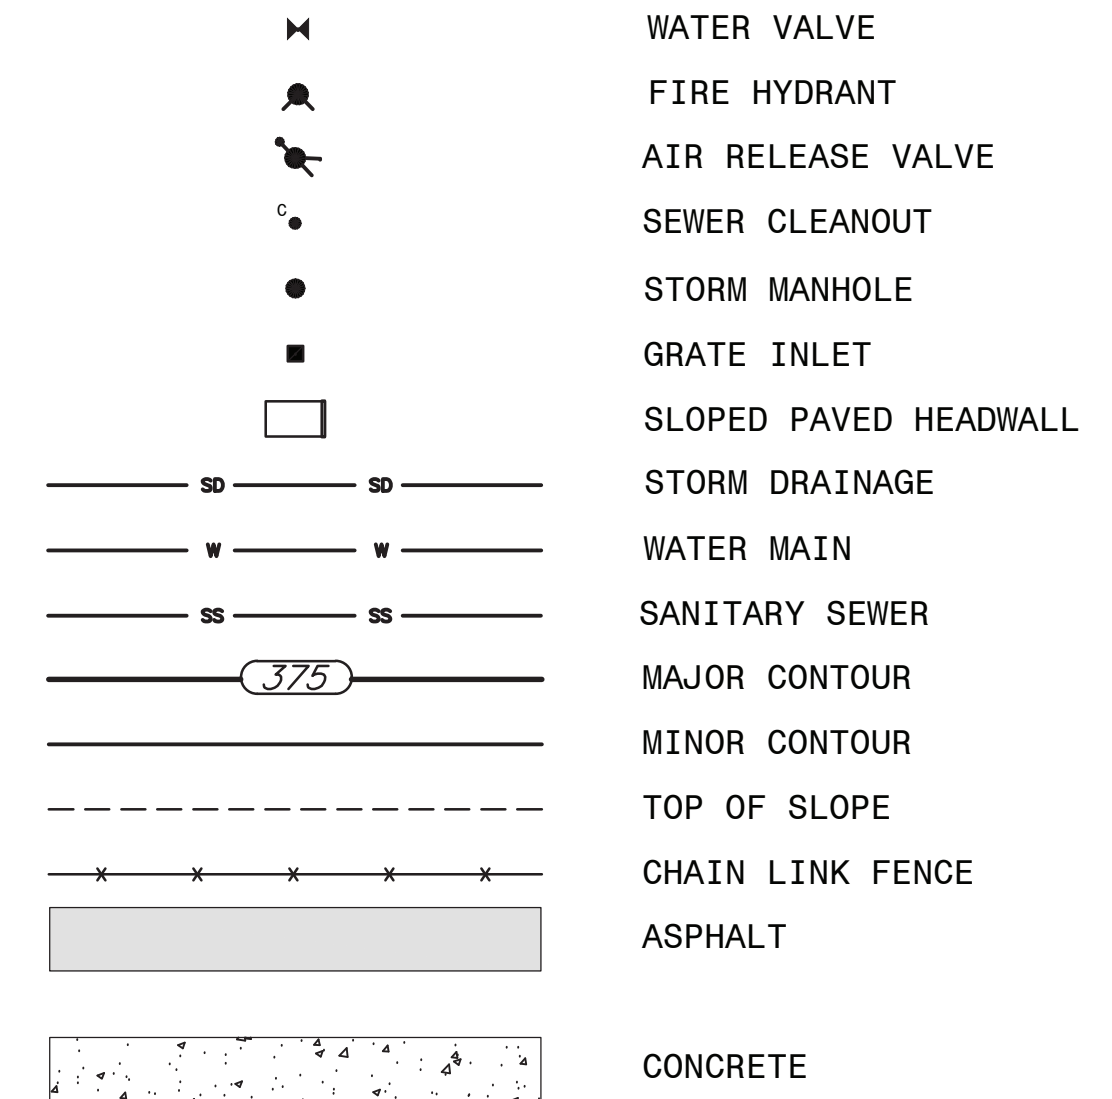 WATER VALVE
FIRE HYDRANT
AIR RELEASE VALVE
C SEWER CLEANOUT
STORM MANHOLE
GRATE INLET
SLOPED PAVED HEADWALL
SD SD STORM DRAINAGE
W W WATER MAIN
SS SS SANITARY SEWER
375 MAJOR CONTOUR
MINOR CONTOUR
TOP OF SLOPE
CHAIN LINK FENCE
ASPHALT
CONCRETE